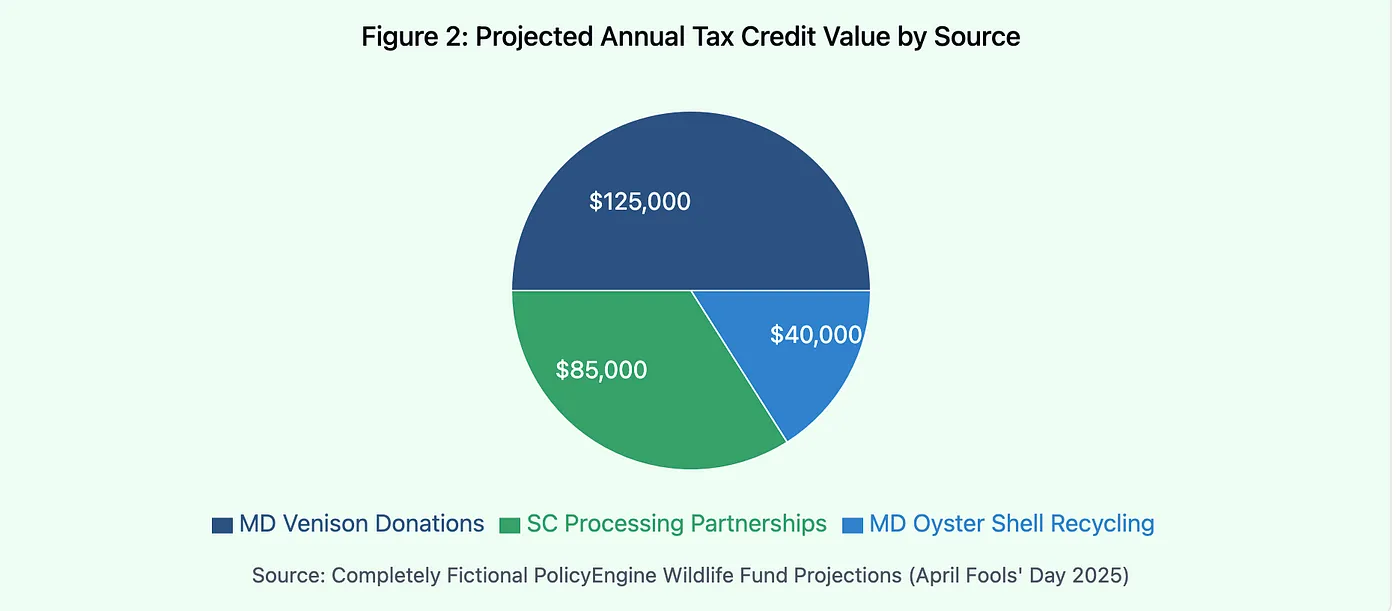 Figure 2: Projected Annual Tax Credit Value by Source
$125,000
$40,000
$85,000
MD Venison Donations SC Processing Partnerships MD Oyster Shell Recycling
Source: Completely Fictional PolicyEngine Wildlife Fund Projections (April Fools' Day 2025)